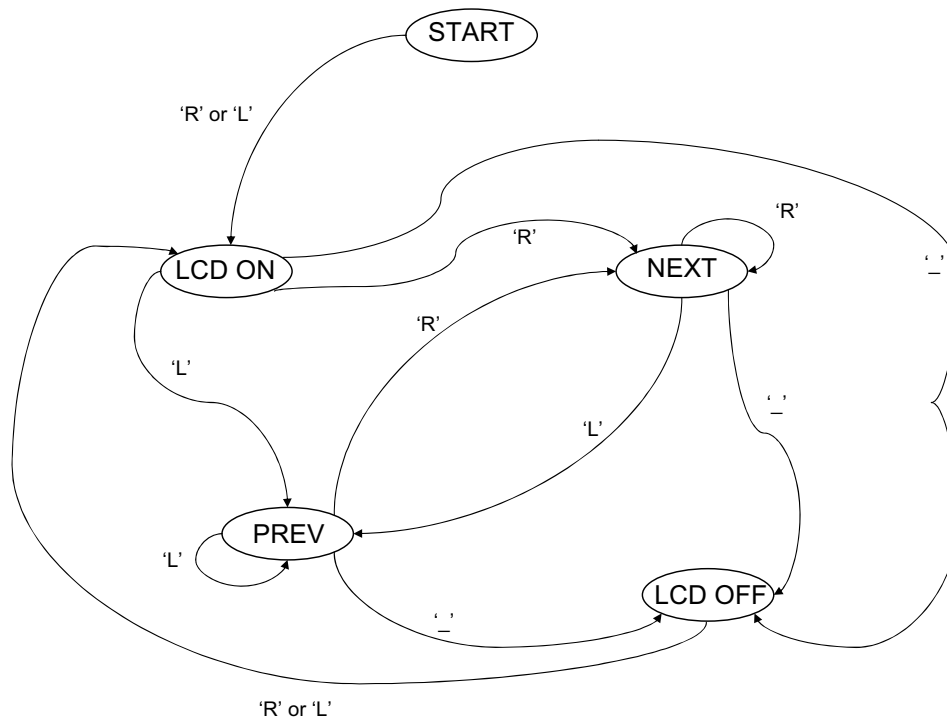 START
‘R’ or ‘L’
‘R’
‘R’
LCD ON
NEXT
‘_’
‘R’
‘L’
‘_’
‘L’
PREV
‘L’
LCD OFF
‘_’
‘R’ or ‘L’